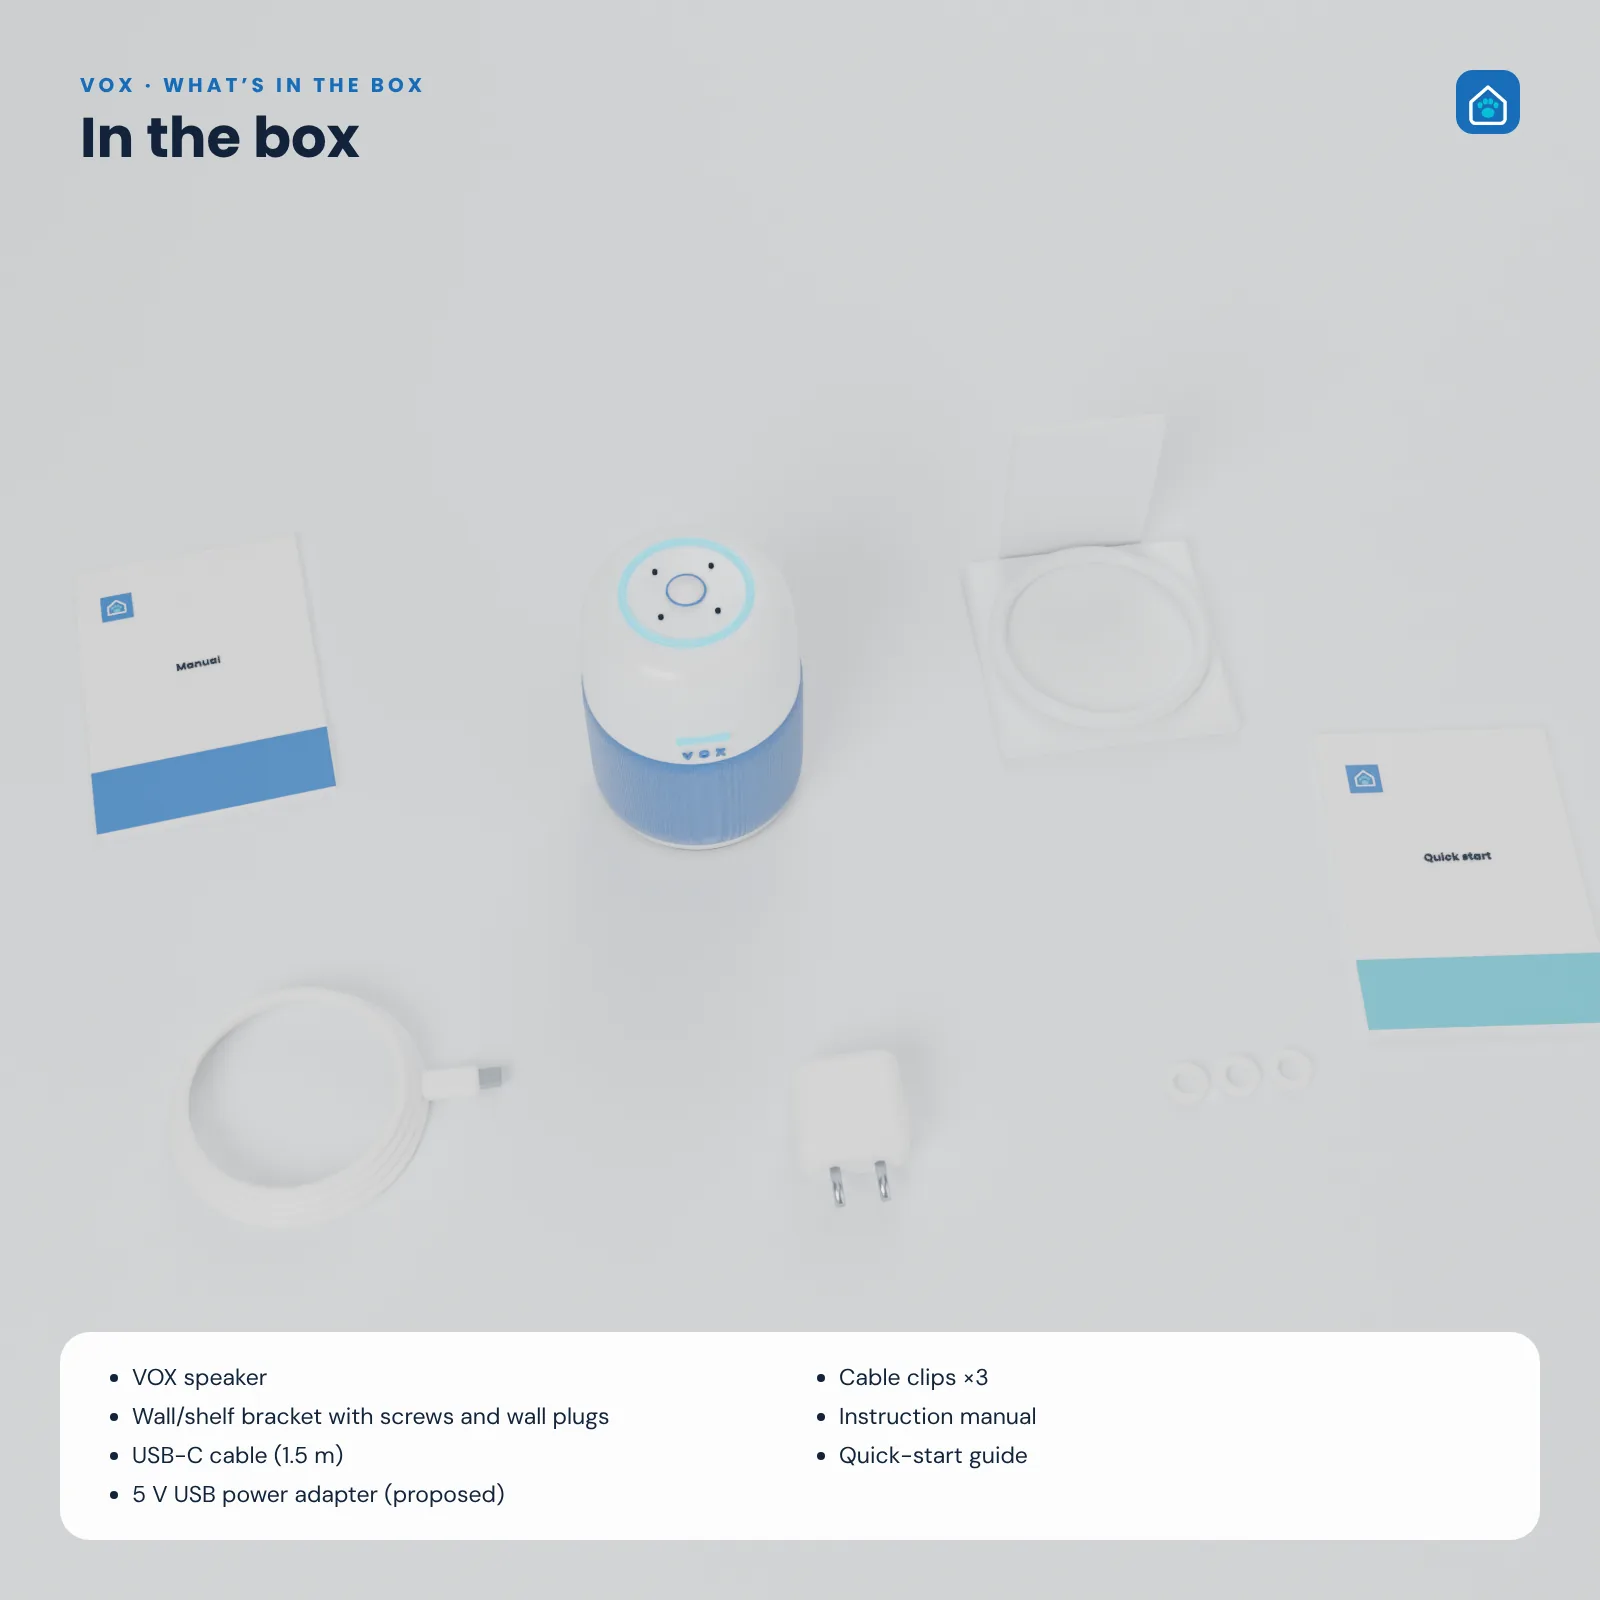 VOX · WHAT’S IN THE BOX
In the box
Manual
VOX
Quick start
• VOX speaker
• Wall/shelf bracket with screws and wall plugs
• USB-C cable (1.5 m)
• 5 V USB power adapter (proposed)
• Cable clips ×3
• Instruction manual
• Quick-start guide